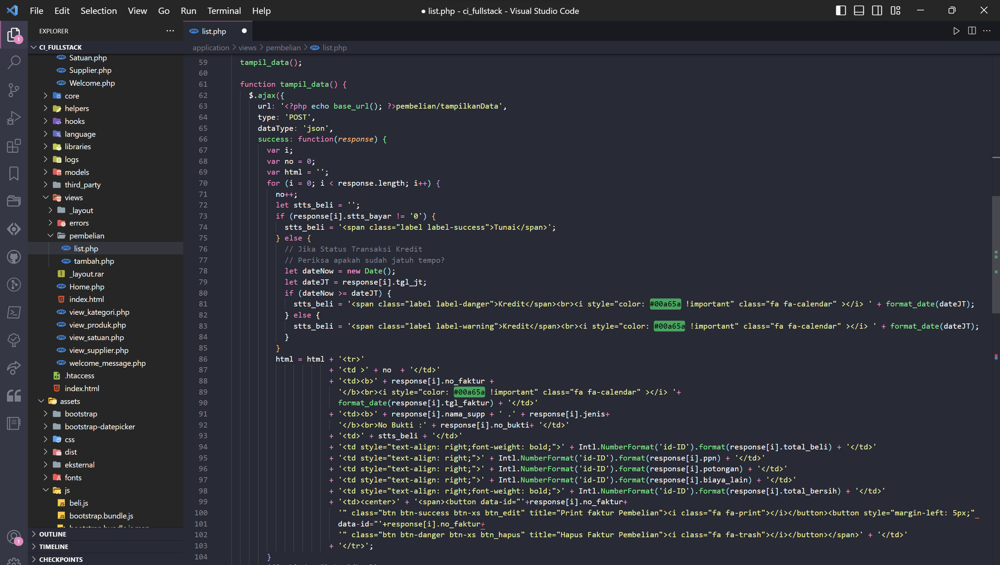 File Edit Selection View Go Run Terminal Help
● list.php - ci_fullstack - Visual Studio Code
EXPLORER
CI_FULLSTACK
Satuan.php
Supplier.php
Welcome.php
core
helpers
hooks
language
libraries
logs
models
third_party
views
_layout
errors
pembelian
list.php
tambah.php
_layout.rar
Home.php
index.html
view_kategori.php
view_produk.php
view_satuan.php
view_supplier.php
welcome_message.php
.htaccess
index.html
assets
bootstrap
bootstrap-datepicker
css
dist
eksternal
fonts
js
beli.js
bootstrap.bundle.js
OUTLINE
TIMELINE
CHECKPOINTS
1
1
list.php
application > views > pembelian > list.php
59 tampil_data();
60
61 function tampil_data() {
62 $.ajax({
63 url: '<?php echo base_url(); ?>pembelian/tampilkanData',
64 type: 'POST',
65 dataType: 'json',
66 success: function(response) {
67 var i;
68 var no = 0;
69 var html = '';
70 for (i = 0; i < response.length; i++) {
71 no++;
72 let stts_beli = '';
73 if (response[i].stts_bayar != '0') {
74 stts_beli = '<span class="label label-success">Tunai</span>';
75 } else {
76 // Jika Status Transaksi Kredit
77 // Periksa apakah sudah jatuh tempo?
78 let dateNow = new Date();
79 let dateJT = response[i].tgl_jt;
80 if (dateNow >= dateJT) {
81 stts_beli = '<span class="label label-danger">Kredit</span><br><i style="color: #00a65a !important" class="fa fa-calendar" ></i> ' + format_date(dateJT);
82 } else {
83 stts_beli = '<span class="label label-warning">Kredit</span><br><i style="color: #00a65a !important" class="fa fa-calendar" ></i> ' + format_date(dateJT);
84 }
85 }
86 html = html + '<tr>'
87 + '<td >' + no + '</td>'
88 + '<td><b>' + response[i].no_faktur +
89 '</b><br><i style="color: #00a65a !important" class="fa fa-calendar" ></i> '+
90 format_date(response[i].tgl_faktur) + '</td>'
91 + '<td><b>' + response[i].nama_supp + ' .' + response[i].jenis+
92 '</b><br>No Bukti :' + response[i].no_bukti+ '</td>'
93 + '<td>' + stts_beli + '</td>'
94 + '<td style="text-align: right;font-weight: bold;">' + Intl.NumberFormat('id-ID').format(response[i].total_beli) + '</td>'
95 + '<td style="text-align: right;">' + Intl.NumberFormat('id-ID').format(response[i].ppn) + '</td>'
96 + '<td style="text-align: right;">' + Intl.NumberFormat('id-ID').format(response[i].potongan) + '</td>'
97 + '<td style="text-align: right;">' + Intl.NumberFormat('id-ID').format(response[i].biaya_lain) + '</td>'
98 + '<td style="text-align: right;font-weight: bold;">' + Intl.NumberFormat('id-ID').format(response[i].total_bersih) + '</td>'
99 + '<td><center>' + '<span><button data-id="'+response[i].no_faktur+
100 '" class="btn btn-success btn-xs btn_edit" title="Print faktur Pembelian"><i class="fa fa-print"></i></button><button style="margin-left: 5px;"
101 data-id="'+response[i].no_faktur+
102 '" class="btn btn-danger btn-xs btn_hapus" title="Hapus Faktur Pembelian"><i class="fa fa-trash"></i></button></span>' + '</td>'
103 + '</tr>';
104 }